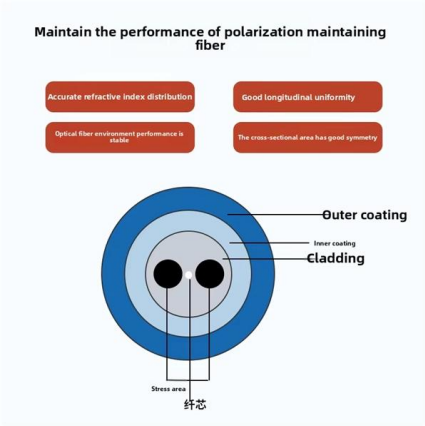 Maintain the performance of polarization maintaining
fiber
Accurate refractive index distribution
Good longitudinal uniformity
Optical fiber environment performance is
stable
The cross-sectional area has good symmetry
Outer coating
Inner coating
Cladding
Stress area
纤芯